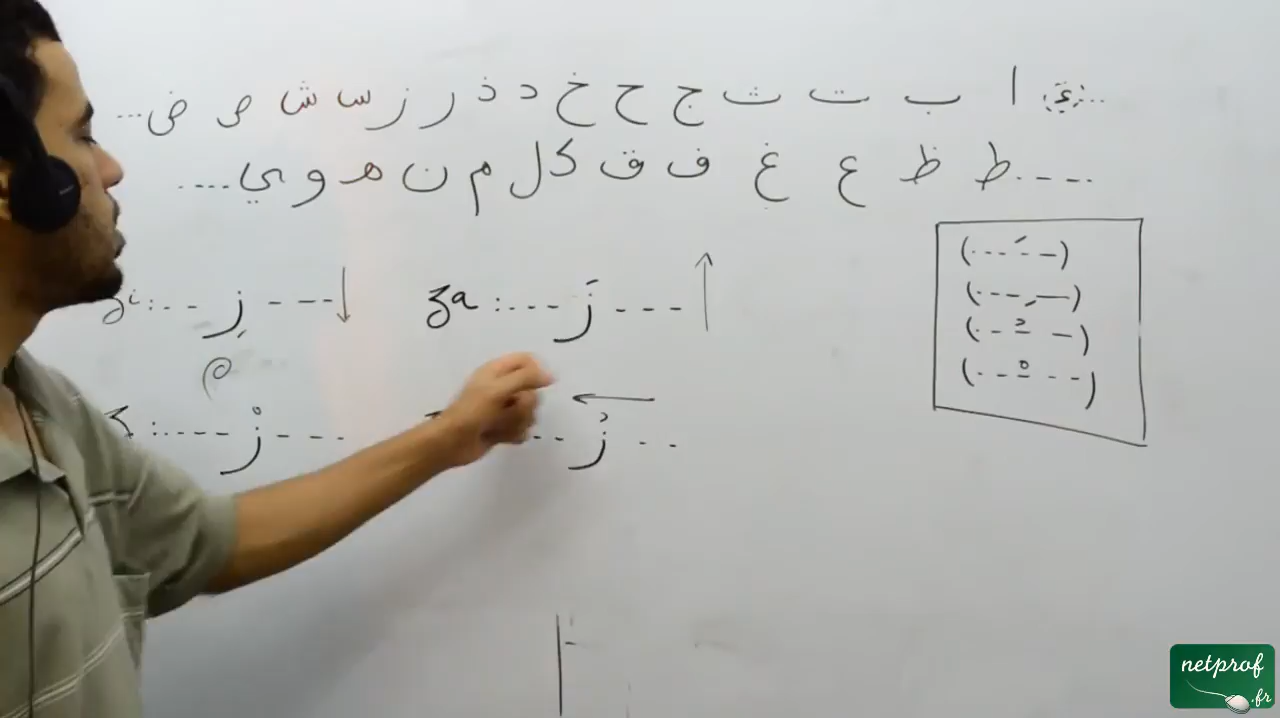 ...(ء) ا ب ت ث ج ح خ د ذ ر ز س ش ص ض...
....ط ظ ع غ ف ق ك ل م ن ه و ي....
(---َ-—)
(---ِ—)
(--ُ-—)
(--ْ---)
--- زَ ---: za
--- زِ --: zi
-- زُ --
--- زْ ----: z
netprof
.fr